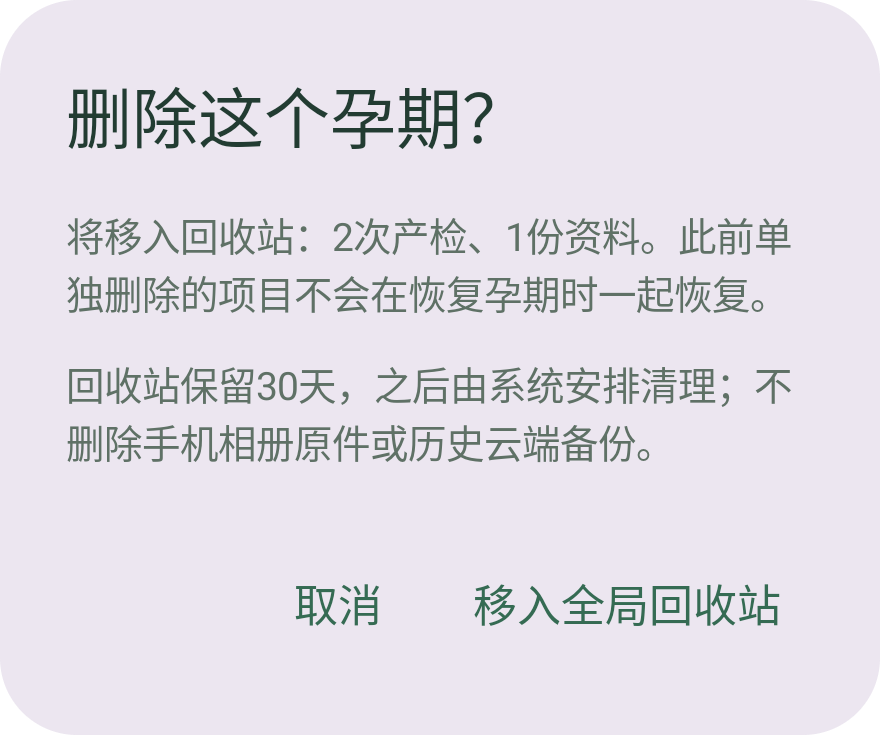 删除这个孕期？
将移入回收站：2次产检、1份资料。此前单
独删除的项目不会在恢复孕期时一起恢复。
回收站保留30天，之后由系统安排清理；不
删除手机相册原件或历史云端备份。
取消
移入全局回收站